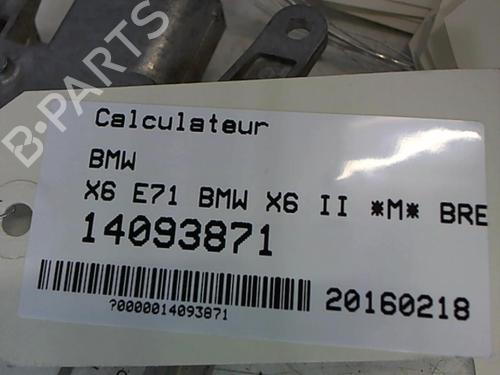 B-PARTS
Calculateur
BMW
X6 E71 BMW X6 II *M* BRE
14093871
20160218
?0000014093871